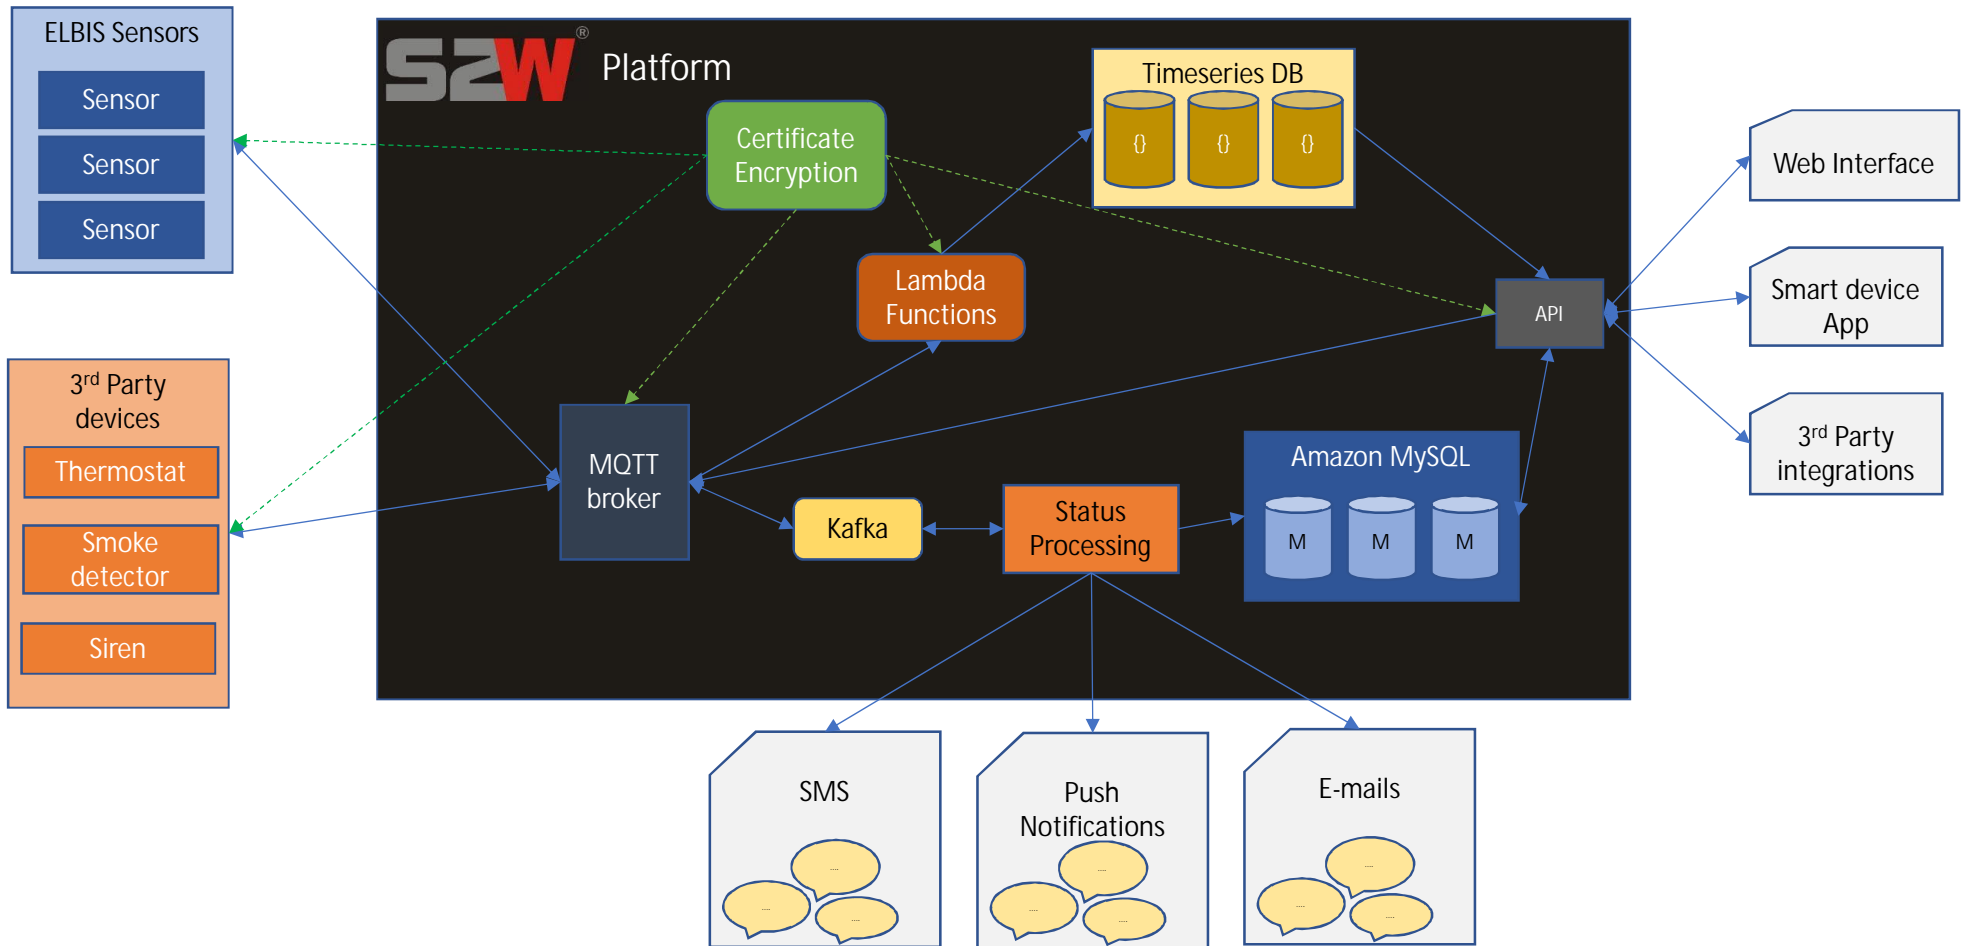 ELBIS Sensors
Sensor
Sensor
Sensor
3rd Party
devices
Thermostat
Smoke
detector
Siren
S2W®
Platform
Certificate
Encryption
Timeseries DB
{}
{}
{}
Lambda
Functions
API
MQTT
broker
Kafka
Status
Processing
Amazon MySQL
M
M
M
Web Interface
Smart device
App
3rd Party
integrations
SMS
....
....
....
Push
Notifications
....
....
....
E-mails
....
....
....